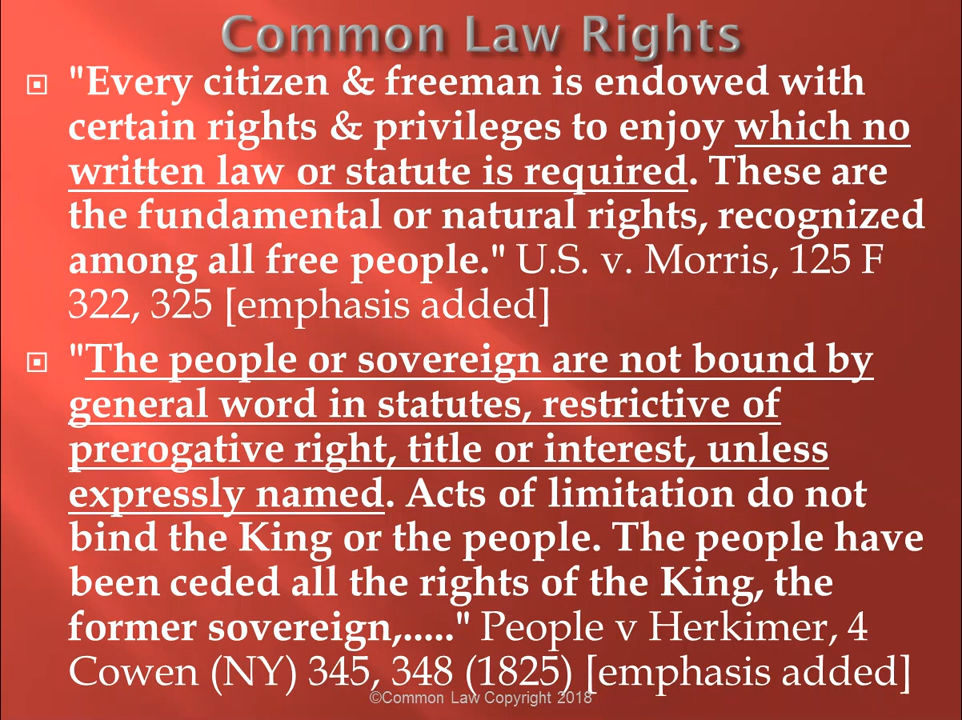 Common Law Rights
"Every citizen & freeman is endowed with
certain rights & privileges to enjoy which no
written law or statute is required. These are
the fundamental or natural rights, recognized
among all free people." U.S. v. Morris, 125 F
322, 325 [emphasis added]
"The people or sovereign are not bound by
general word in statutes, restrictive of
prerogative right, title or interest, unless
expressly named. Acts of limitation do not
bind the King or the people. The people have
been ceded all the rights of the King, the
former sovereign,....." People v Herkimer, 4
Cowen (NY) 345, 348 (1825) [emphasis added]
©Common Law Copyright 2018